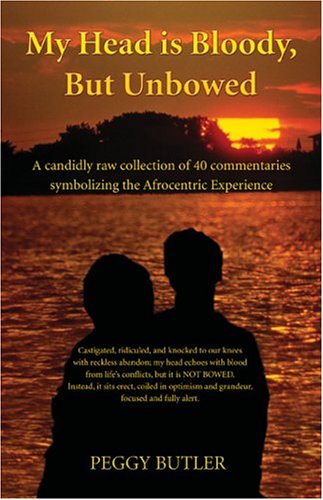 My Head is Bloody,
But Unbowed
A candidly raw collection of 40 commentaries
symbolizing the Afrocentric Experience
Castigated, ridiculed, and knocked to our knees
with reckless abandon; my head echoes with blood
from life's conflicts, but it is NOT BOWED.
Instead, it sits erect, coiled in optimism and grandeur,
focused and fully alert.
PEGGY BUTLER